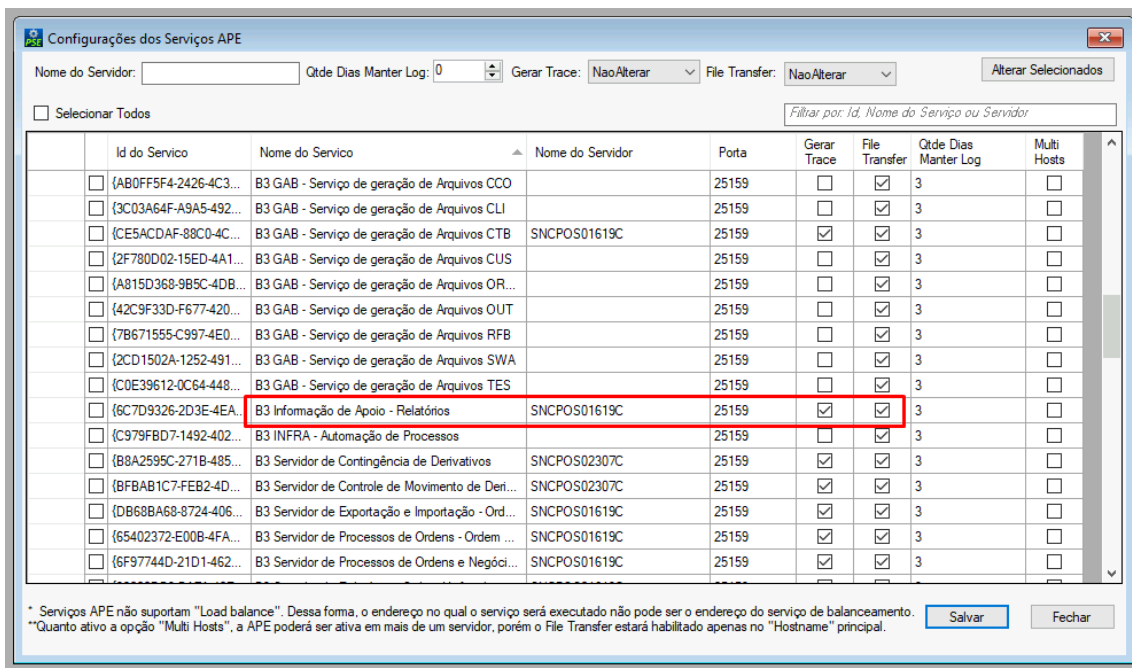 PSE Configurações dos Serviços APE
Nome do Servidor: Qtde Dias Manter Log: 0 Gerar Trace: NaoAlterar File Transfer: NaoAlterar Alterar Selecionados
Selecionar Todos Filtrar por: Id, Nome do Serviço ou Servidor
Id do Servico Nome do Servico Nome do Servidor Porta Gerar Trace File Transfer Qtde Dias Manter Log Multi Hosts
{AB0FF5F4-2426-4C3... B3 GAB - Serviço de geração de Arquivos CCO 25159 3
{3C03A64F-A9A5-492... B3 GAB - Serviço de geração de Arquivos CLI 25159 3
{CE5ACDAF-88C0-4C... B3 GAB - Serviço de geração de Arquivos CTB SNCPOS01619C 25159 3
{2F780D02-15ED-4A1... B3 GAB - Serviço de geração de Arquivos CUS 25159 3
{A815D368-9B5C-4DB... B3 GAB - Serviço de geração de Arquivos OR... 25159 3
{42C9F33D-F677-420... B3 GAB - Serviço de geração de Arquivos OUT 25159 3
{7B671555-C997-4E0... B3 GAB - Serviço de geração de Arquivos RFB 25159 3
{2CD1502A-1252-491... B3 GAB - Serviço de geração de Arquivos SWA 25159 3
{C0E39612-0C64-448... B3 GAB - Serviço de geração de Arquivos TES 25159 3
{6C7D9326-2D3E-4EA... B3 Informação de Apoio - Relatórios SNCPOS01619C 25159 3
{C979FBD7-1492-402... B3 INFRA - Automação de Processos 25159 3
{B8A2595C-271B-485... B3 Servidor de Contingência de Derivativos SNCPOS02307C 25159 3
{BFBAB1C7-FEB2-4D... B3 Servidor de Controle de Movimento de Deri... SNCPOS02307C 25159 3
{DB68BA68-8724-406... B3 Servidor de Exportação e Importação - Ord... SNCPOS01619C 25159 3
{65402372-E00B-4FA... B3 Servidor de Processos de Ordens - Ordem ... SNCPOS01619C 25159 3
{6F97744D-21D1-462... B3 Servidor de Processos de Ordens e Negóci... SNCPOS01619C 25159 3
* Serviços APE não suportam "Load balance". Dessa forma, o endereço no qual o serviço será executado não pode ser o endereço do serviço de balanceamento.
**Quanto ativo a opção "Multi Hosts", a APE poderá ser ativa em mais de um servidor, porém o File Transfer estará habilitado apenas no "Hostname" principal.
Salvar Fechar